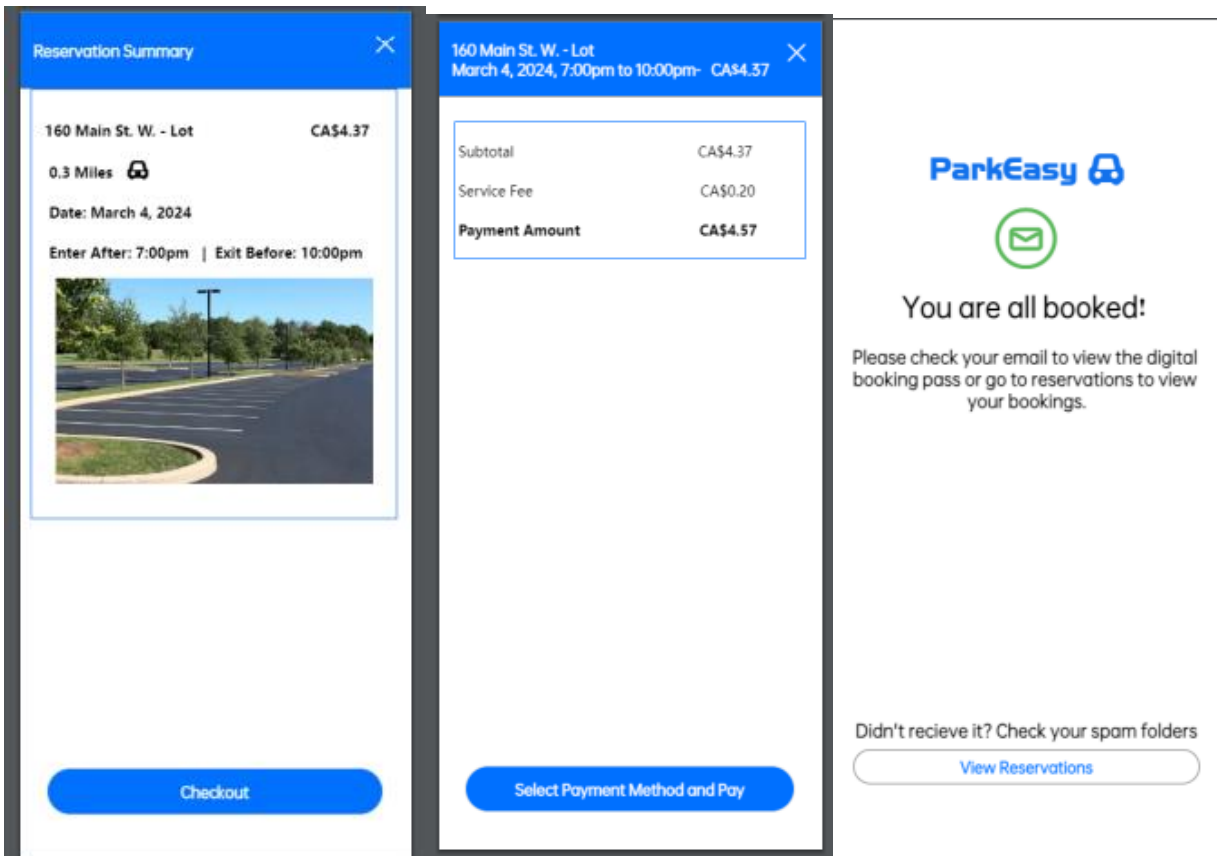 Reservation Summary
160 Main St. W. - Lot CA$4.37
0.3 Miles
Date: March 4, 2024
Enter After: 7:00pm | Exit Before: 10:00pm
Checkout
160 Main St. W. - Lot
March 4, 2024, 7:00pm to 10:00pm- CA$4.37
Subtotal CA$4.37
Service Fee CA$0.20
Payment Amount CA$4.57
Select Payment Method and Pay
ParkEasy
You are all booked!
Please check your email to view the digital
booking pass or go to reservations to view
your bookings.
Didn't recieve it? Check your spam folders
View Reservations